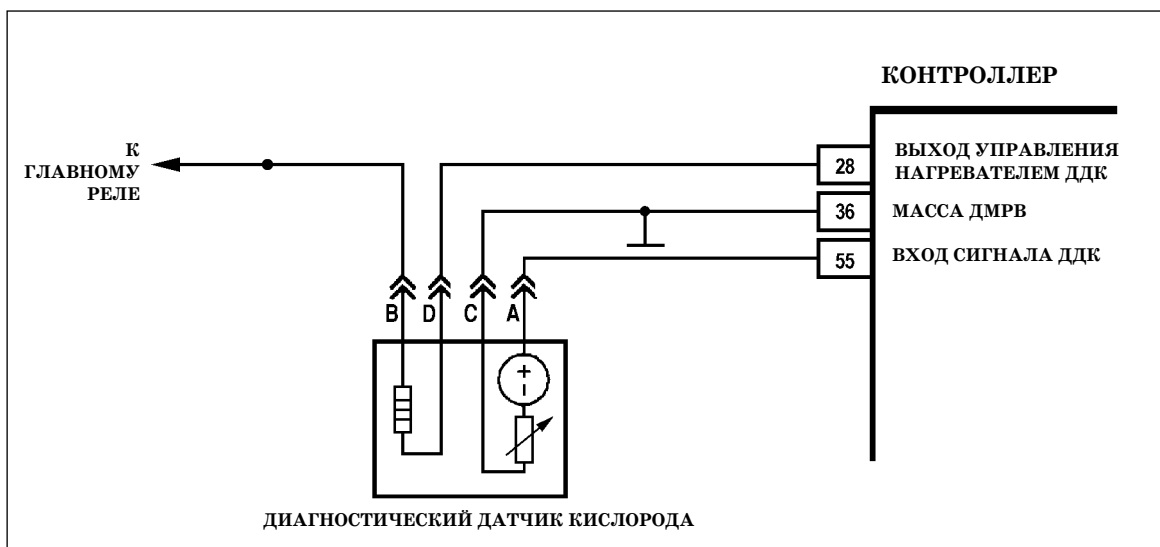 КОНТРОЛЛЕР
К
ГЛАВНОМУ
РЕЛЕ
28
ВЫХОД УПРАВЛЕНИЯ
НАГРЕВАТЕЛЕМ ДДК
36
МАССА ДМРВ
55
ВХОД СИГНАЛА ДДК
B D C A
+
−
ДИАГНОСТИЧЕСКИЙ ДАТЧИК КИСЛОРОДА